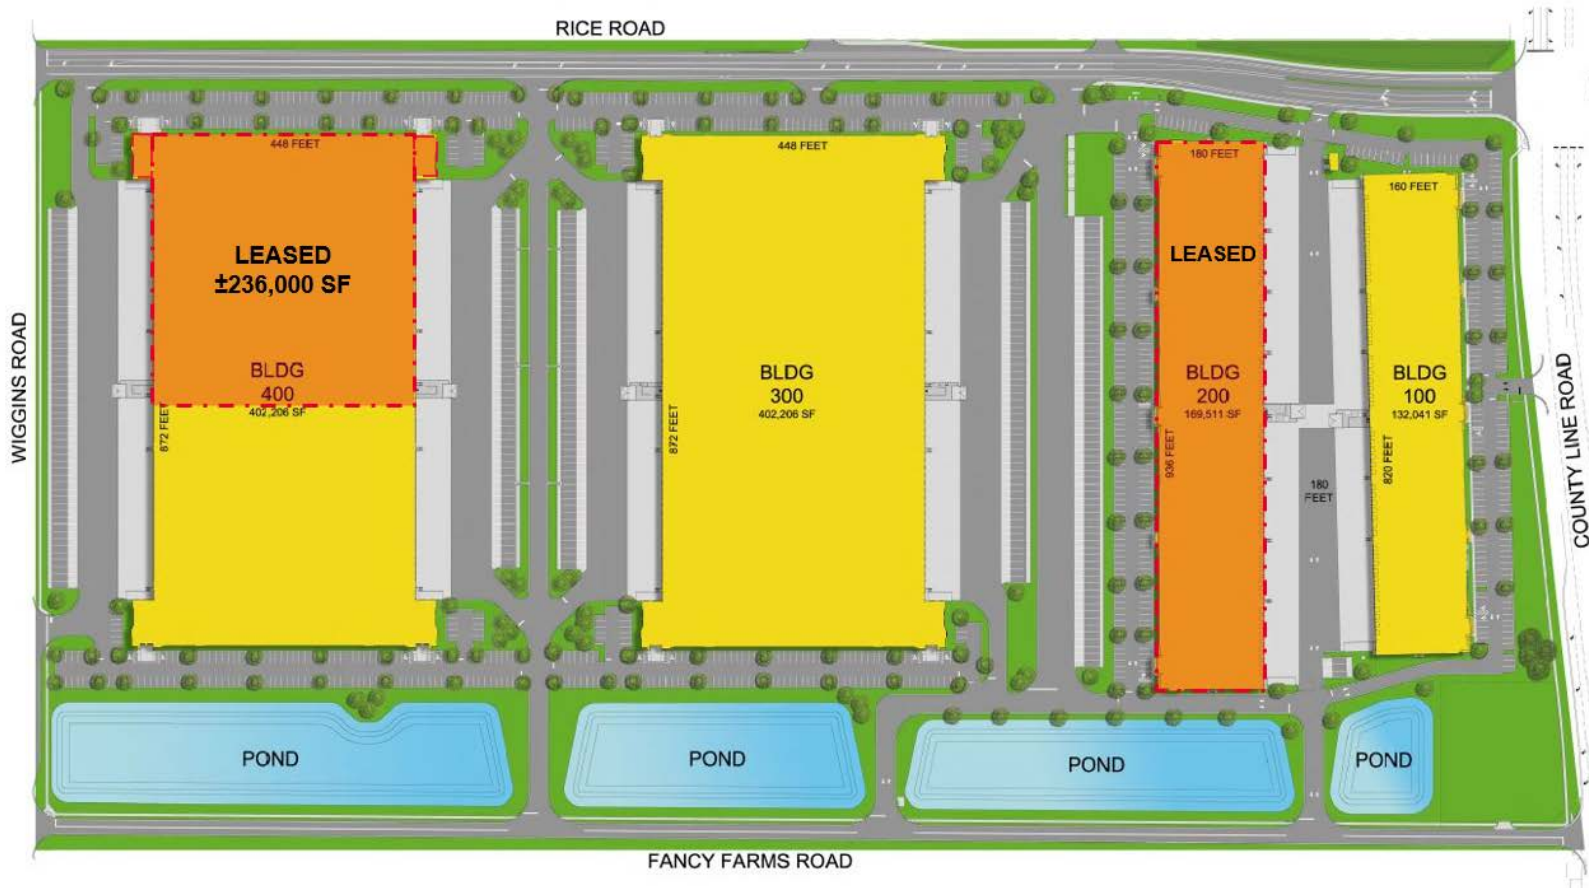 RICE ROAD
448 FEET
LEASED
±236,000 SF
BLDG
400
402,206 SF
872 FEET
448 FEET
BLDG
300
402,206 SF
872 FEET
180 FEET
LEASED
BLDG
200
169,511 SF
936 FEET
180
FEET
160 FEET
BLDG
100
132,041 SF
820 FEET
WIGGINS ROAD
COUNTY LINE ROAD
POND
POND
POND
POND
FANCY FARMS ROAD